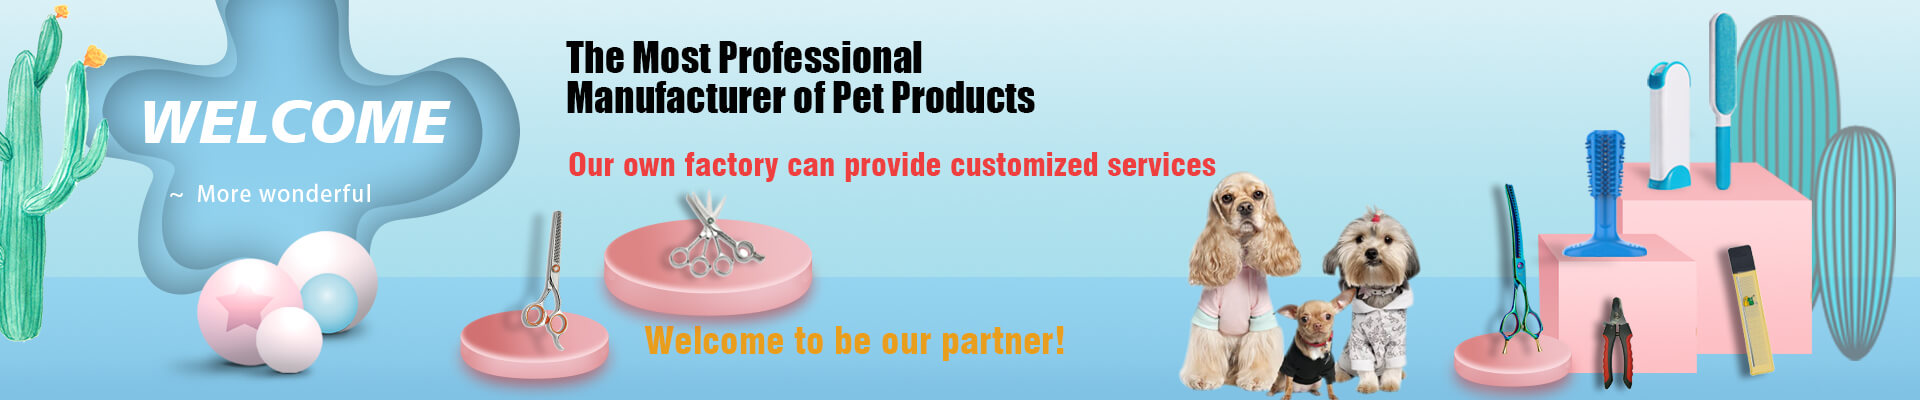 WELCOME
~ More wonderful
The Most Professional
Manufacturer of Pet Products
Our own factory can provide customized services
Welcome to be our partner!